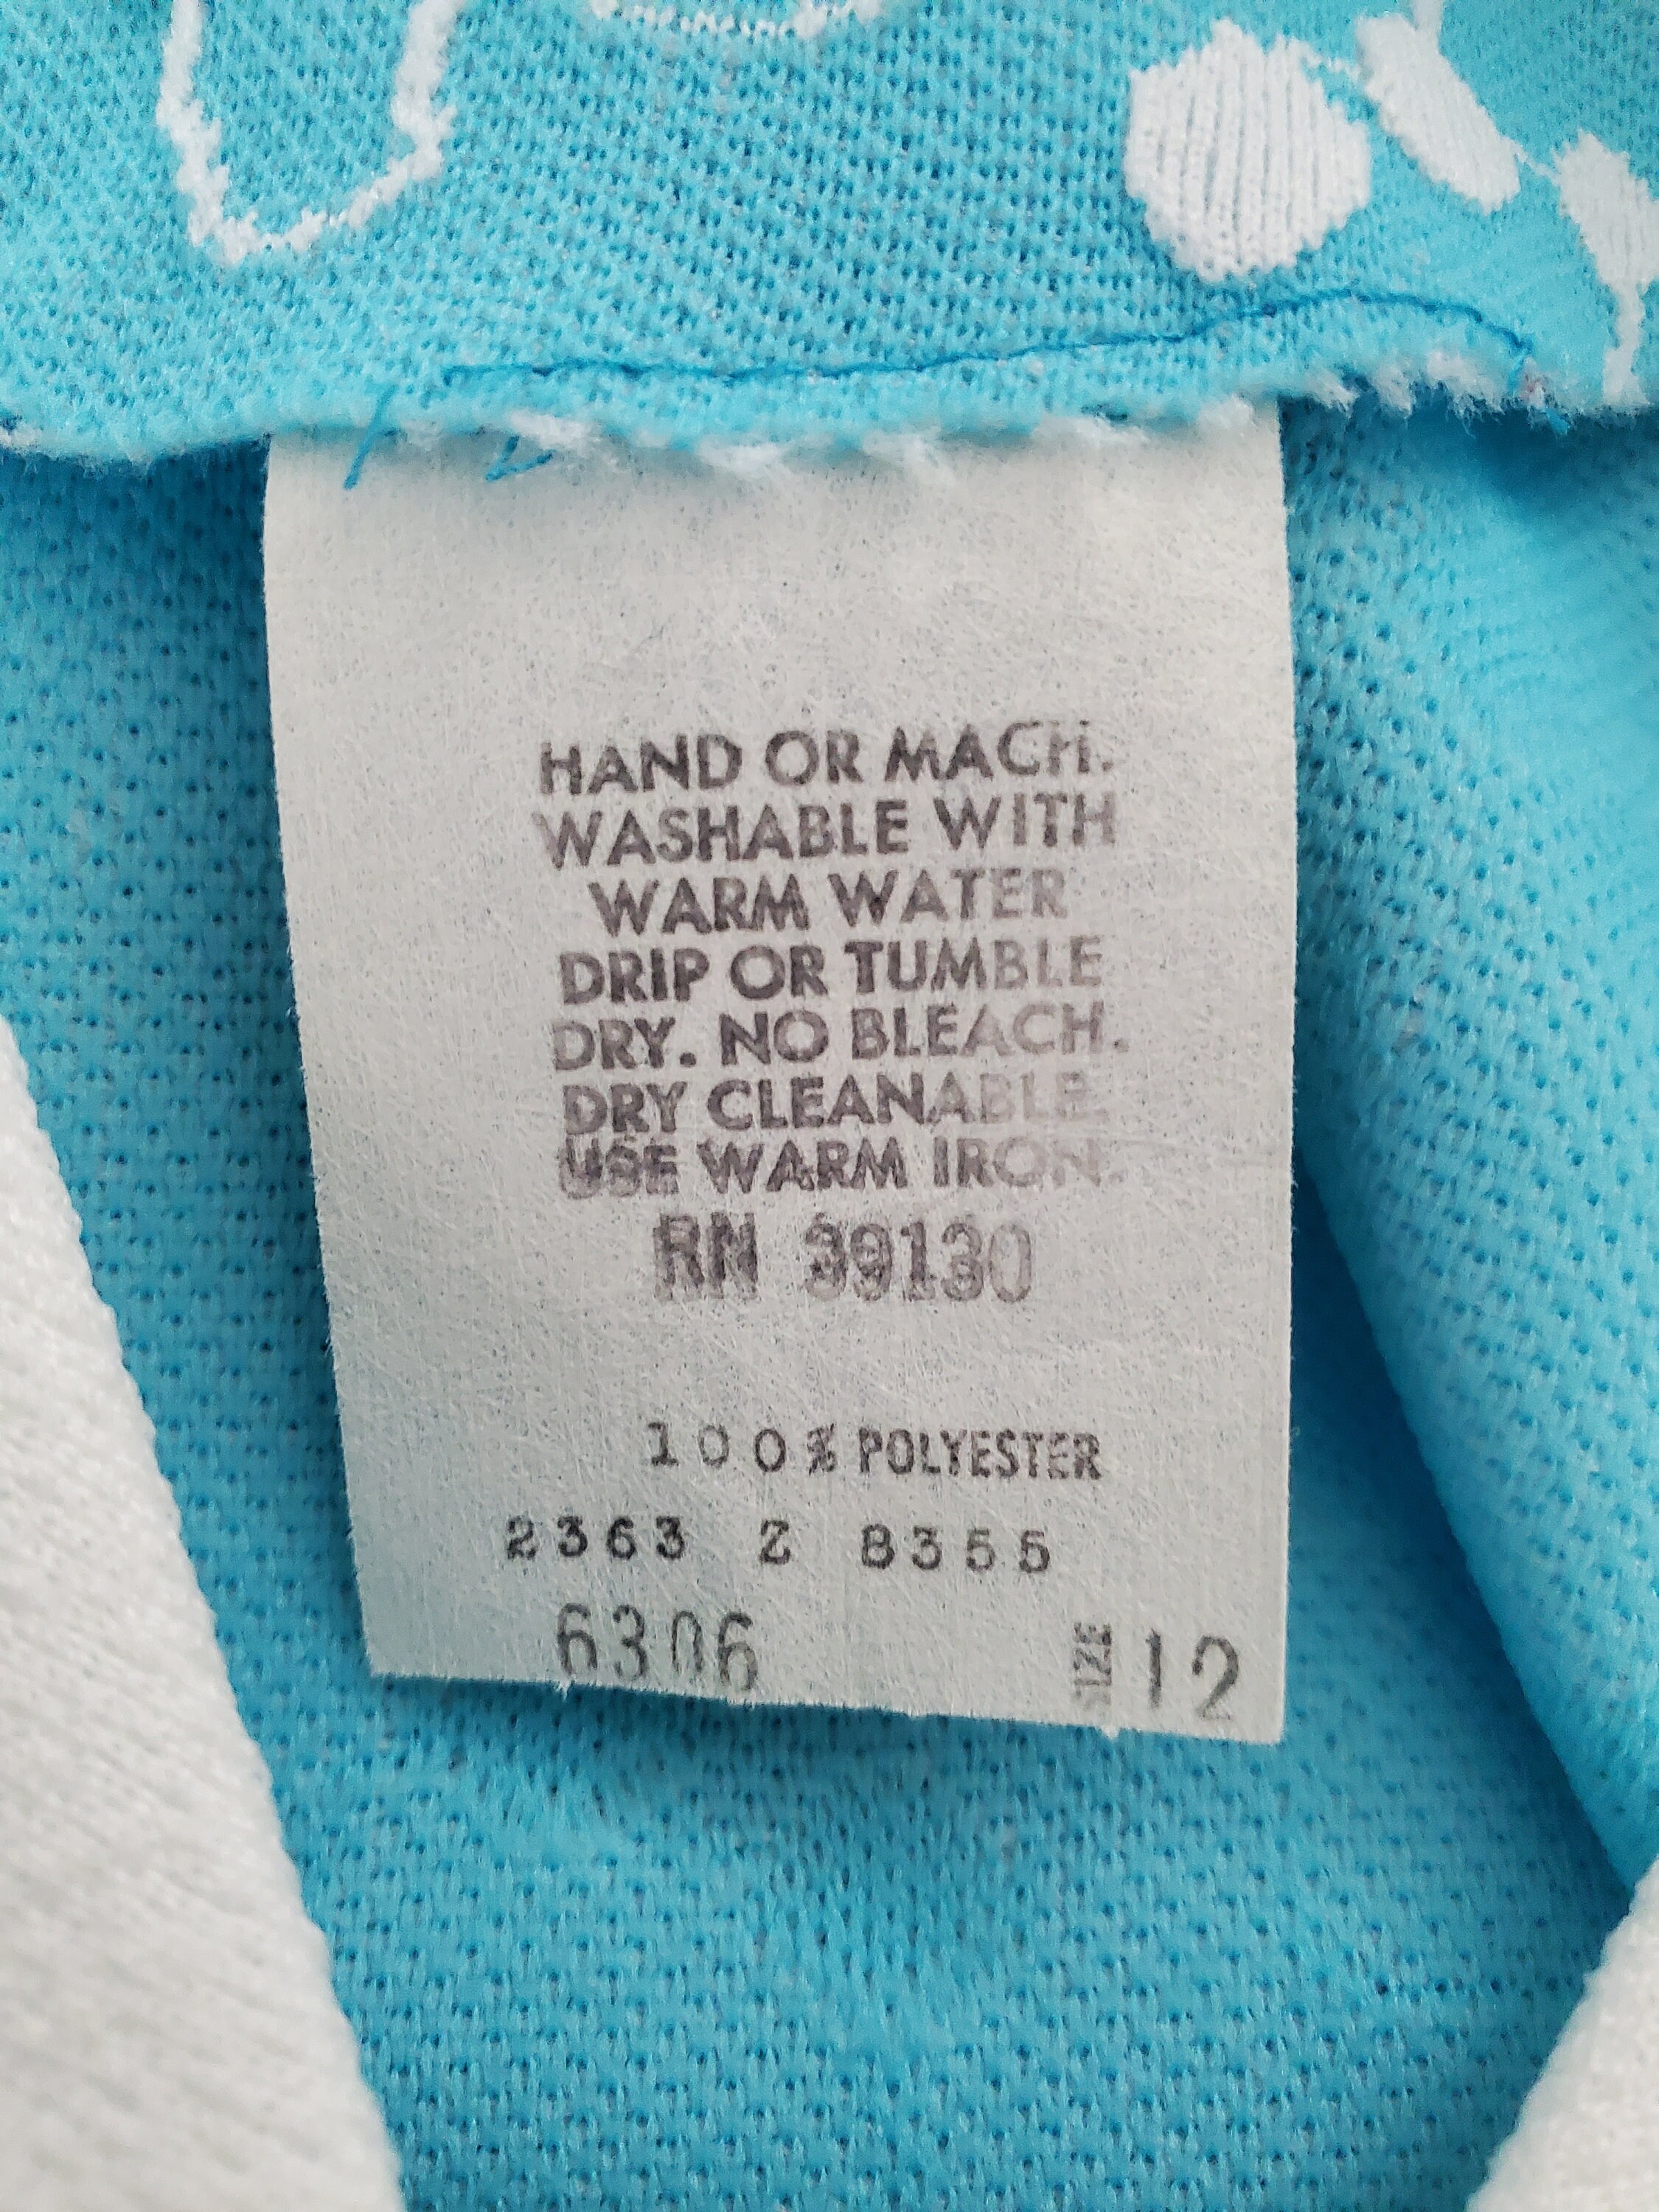 HAND OR MACH.
WASHABLE WITH
WARM WATER
DRIP OR TUMBLE
DRY. NO BLEACH.
DRY CLEANABLE.
USE WARM IRON.
RN 39130
100% POLYESTER
2363 Z 8355
6306 SIZE 12